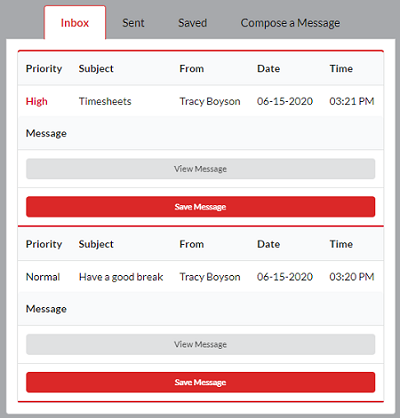 Inbox Sent Saved Compose a Message
Priority Subject From Date Time
High Timesheets Tracy Boyson 06-15-2020 03:21 PM
Message
View Message
Save Message
Priority Subject From Date Time
Normal Have a good break Tracy Boyson 06-15-2020 03:20 PM
Message
View Message
Save Message